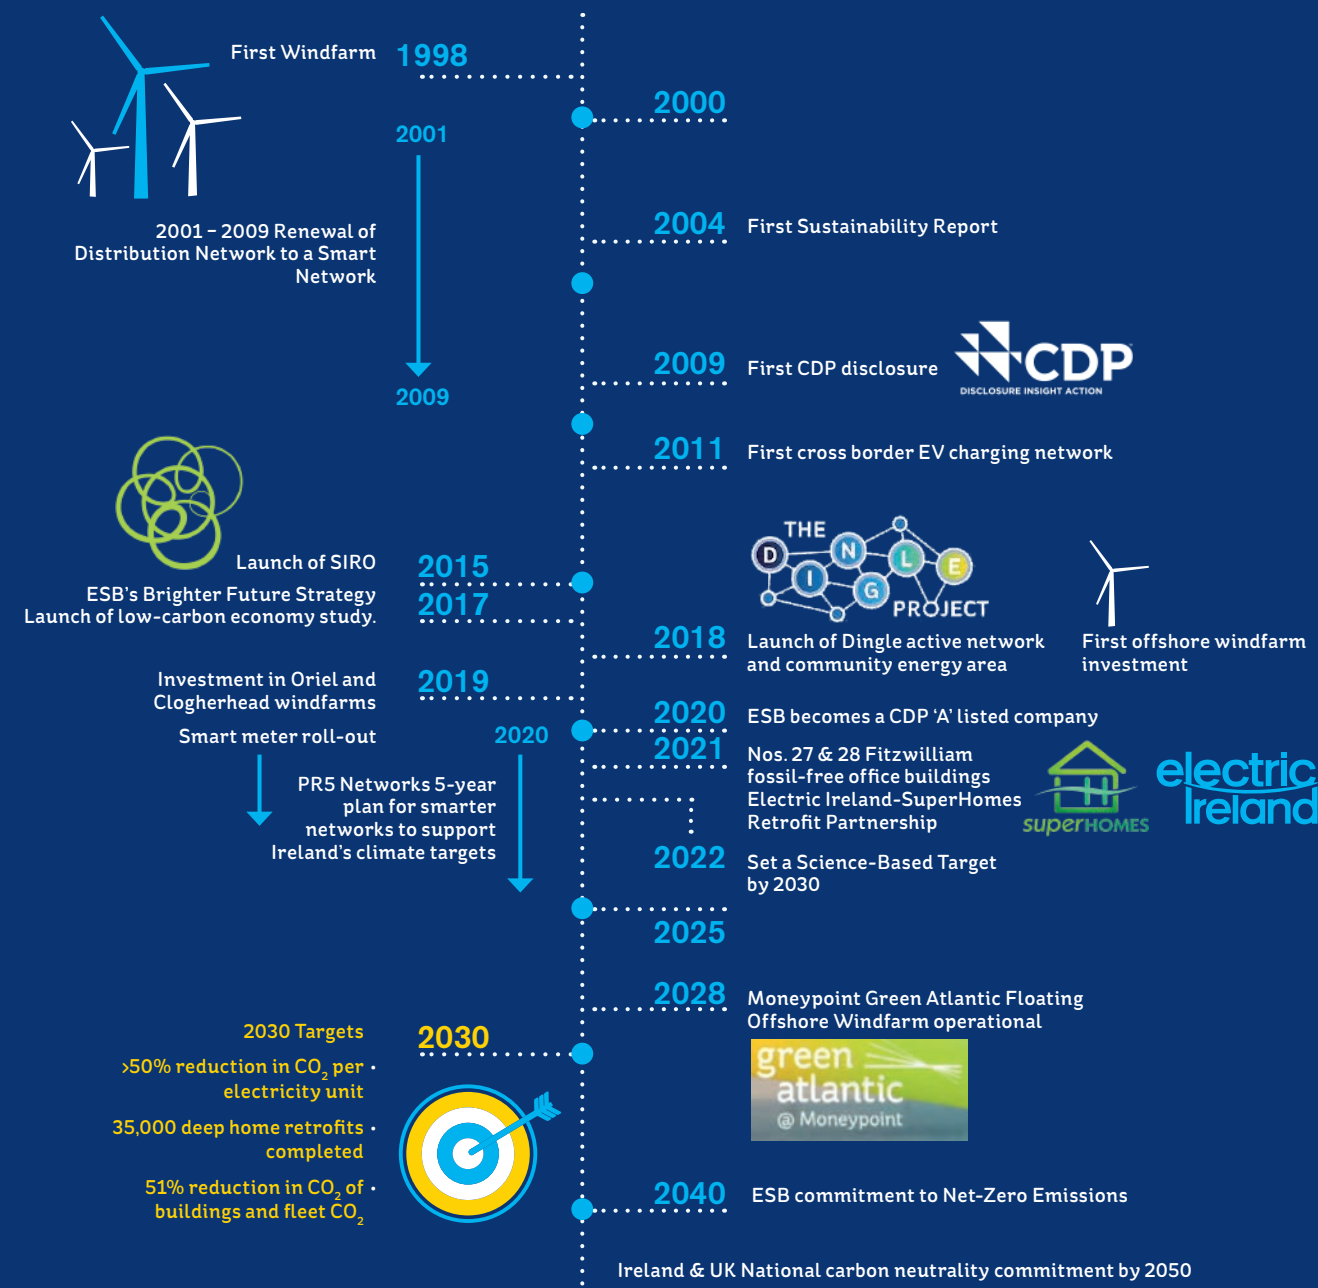 First Windfarm 1998
2000
2001
2004 First Sustainability Report
2001 – 2009 Renewal of
Distribution Network to a Smart
Network
2009
2009 First CDP disclosure
CDP
DISCLOSURE INSIGHT ACTION
2011 First cross border EV charging network
Launch of SIRO 2015
ESB's Brighter Future Strategy
Launch of low-carbon economy study.
2017
THE
DINGLE
PROJECT
2018
Launch of Dingle active network
and community energy area
First offshore windfarm
investment
Investment in Oriel and
Clogherhead windfarms
2019
2020 ESB becomes a CDP ‘A’ listed company
Smart meter roll-out
2020
PR5 Networks 5-year
plan for smarter
networks to support
Ireland's climate targets
2021
Nos. 27 & 28 Fitzwilliam
fossil-free office buildings
Electric Ireland-SuperHomes
Retrofit Partnership
superHOMES
electric
Ireland
2022 Set a Science-Based Target
by 2030
2025
2028 Moneypoint Green Atlantic Floating
Offshore Windfarm operational
green
atlantic
@ Moneypoint
2030 Targets 2030
>50% reduction in CO₂ per •
electricity unit
35,000 deep home retrofits •
completed
51% reduction in CO₂ of •
buildings and fleet CO₂
2040 ESB commitment to Net-Zero Emissions
Ireland & UK National carbon neutrality commitment by 2050